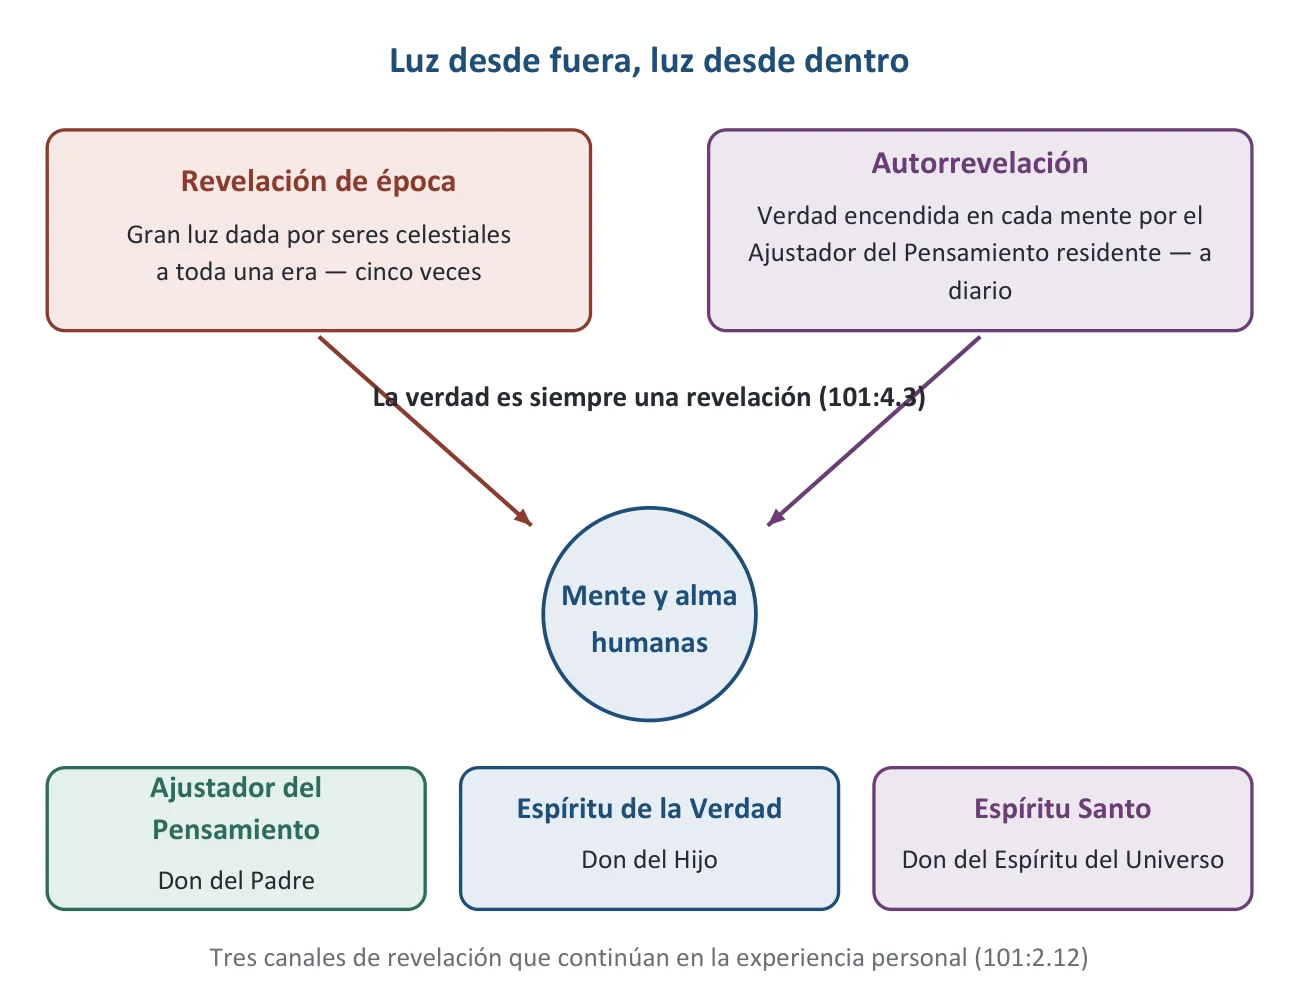 Luz desde fuera, luz desde dentro
Revelación de época
Gran luz dada por seres celestiales
a toda una era — cinco veces
Autorrevelación
Verdad encendida en cada mente por el
Ajustador del Pensamiento residente — a
diario
La verdad es siempre una revelación (101:4.3)
Mente y alma
humanas
Ajustador del
Pensamiento
Don del Padre
Espíritu de la Verdad
Don del Hijo
Espíritu Santo
Don del Espíritu del Universo
Tres canales de revelación que continúan en la experiencia personal (101:2.12)